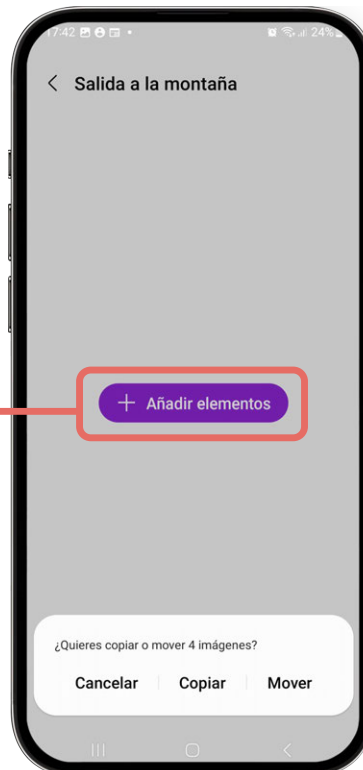 17:42
24%
Salida a la montaña
Añadir elementos
¿Quieres copiar o mover 4 imágenes?
Cancelar Copiar Mover